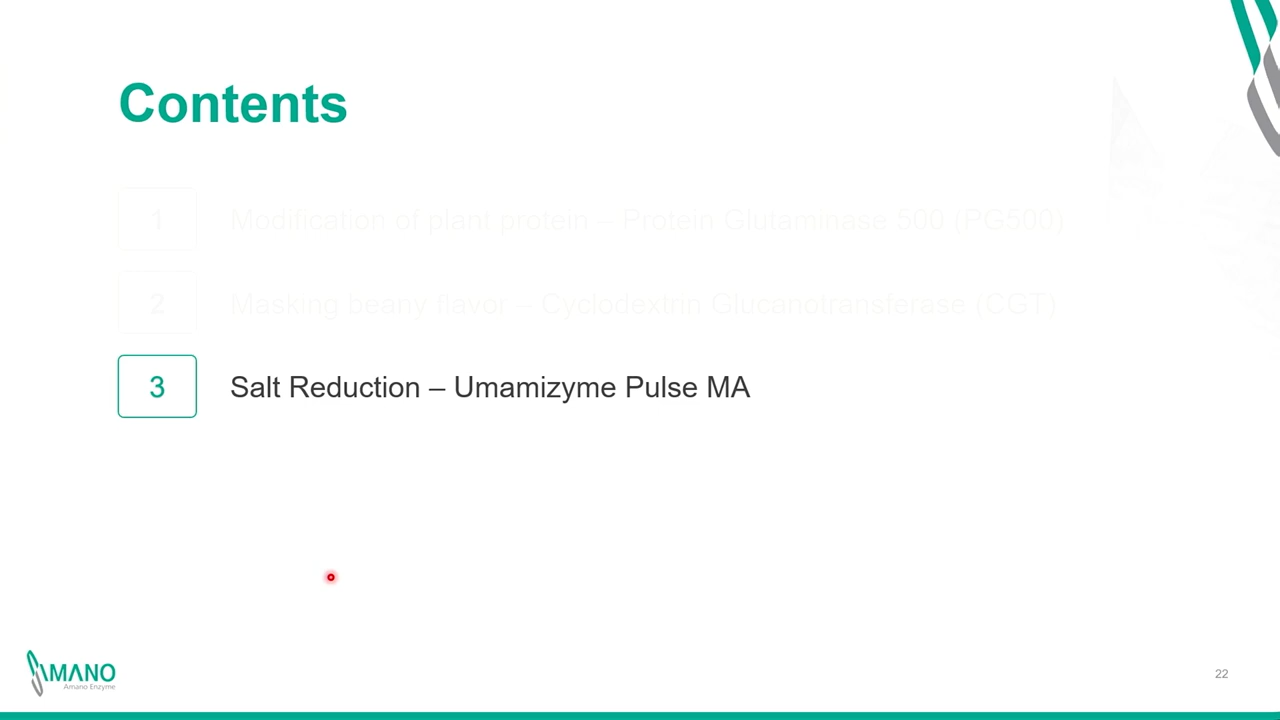 Contents
1
Modification of plant protein – Protein Glutaminase 500 (PG500)
2
Masking beany flavor – Cyclodextrin Glucanotransferase (CGT)
3
Salt Reduction – Umamizyme Pulse MA
AMANO
Amano Enzyme
22